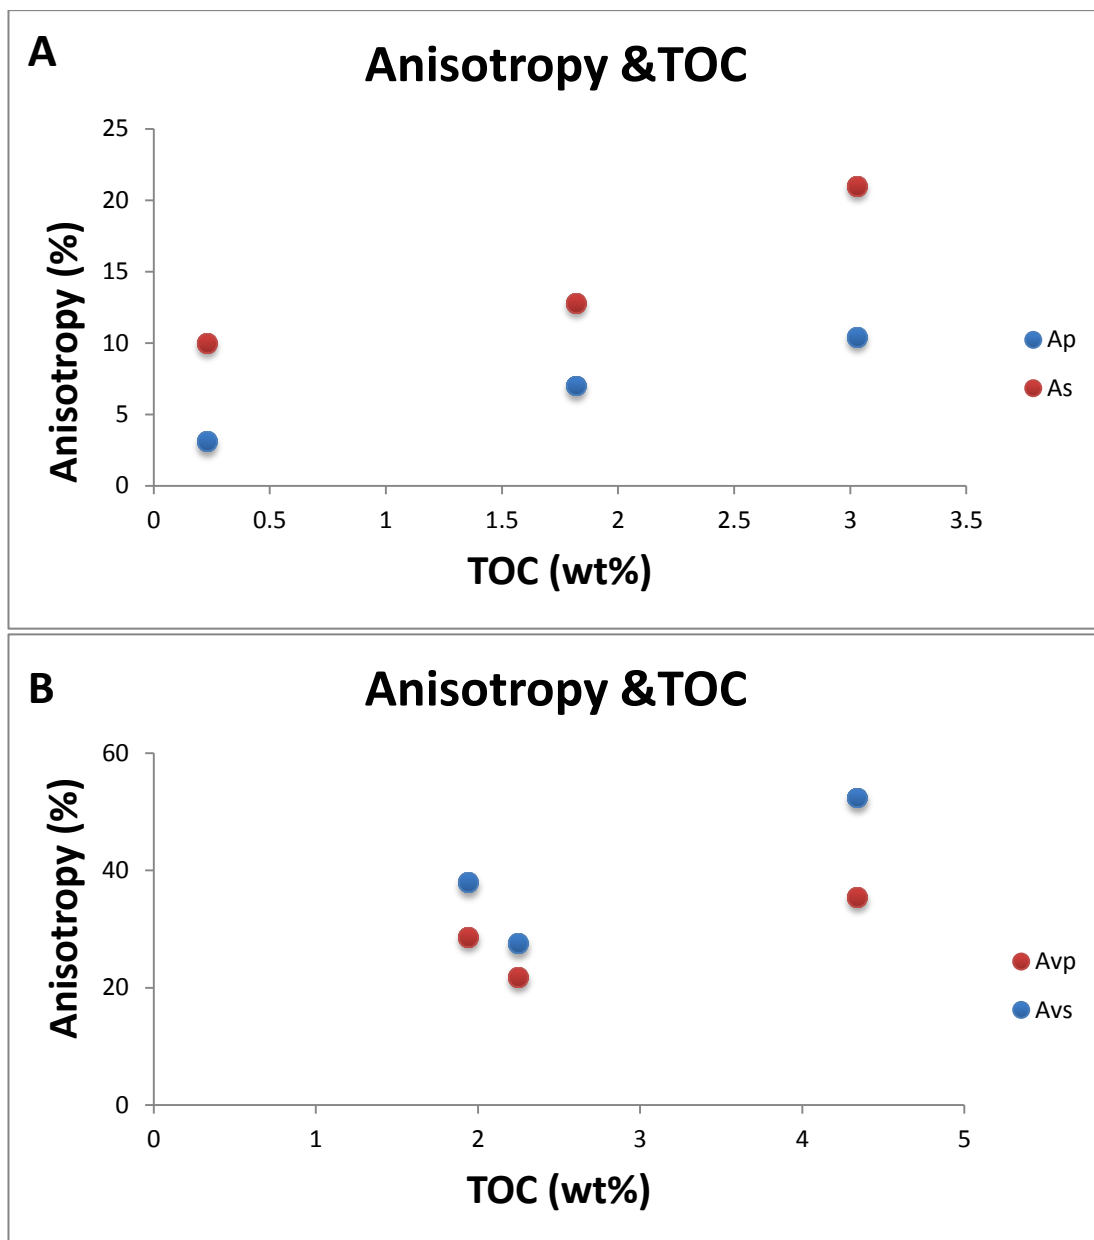 A
Anisotropy &TOC
25
20
15
10
5
0
Anisotropy (%)
0 0.5 1 1.5 2 2.5 3 3.5
TOC (wt%)
Ap
As
B
Anisotropy &TOC
60
40
20
0
Anisotropy (%)
0 1 2 3 4 5
TOC (wt%)
Avp
Avs